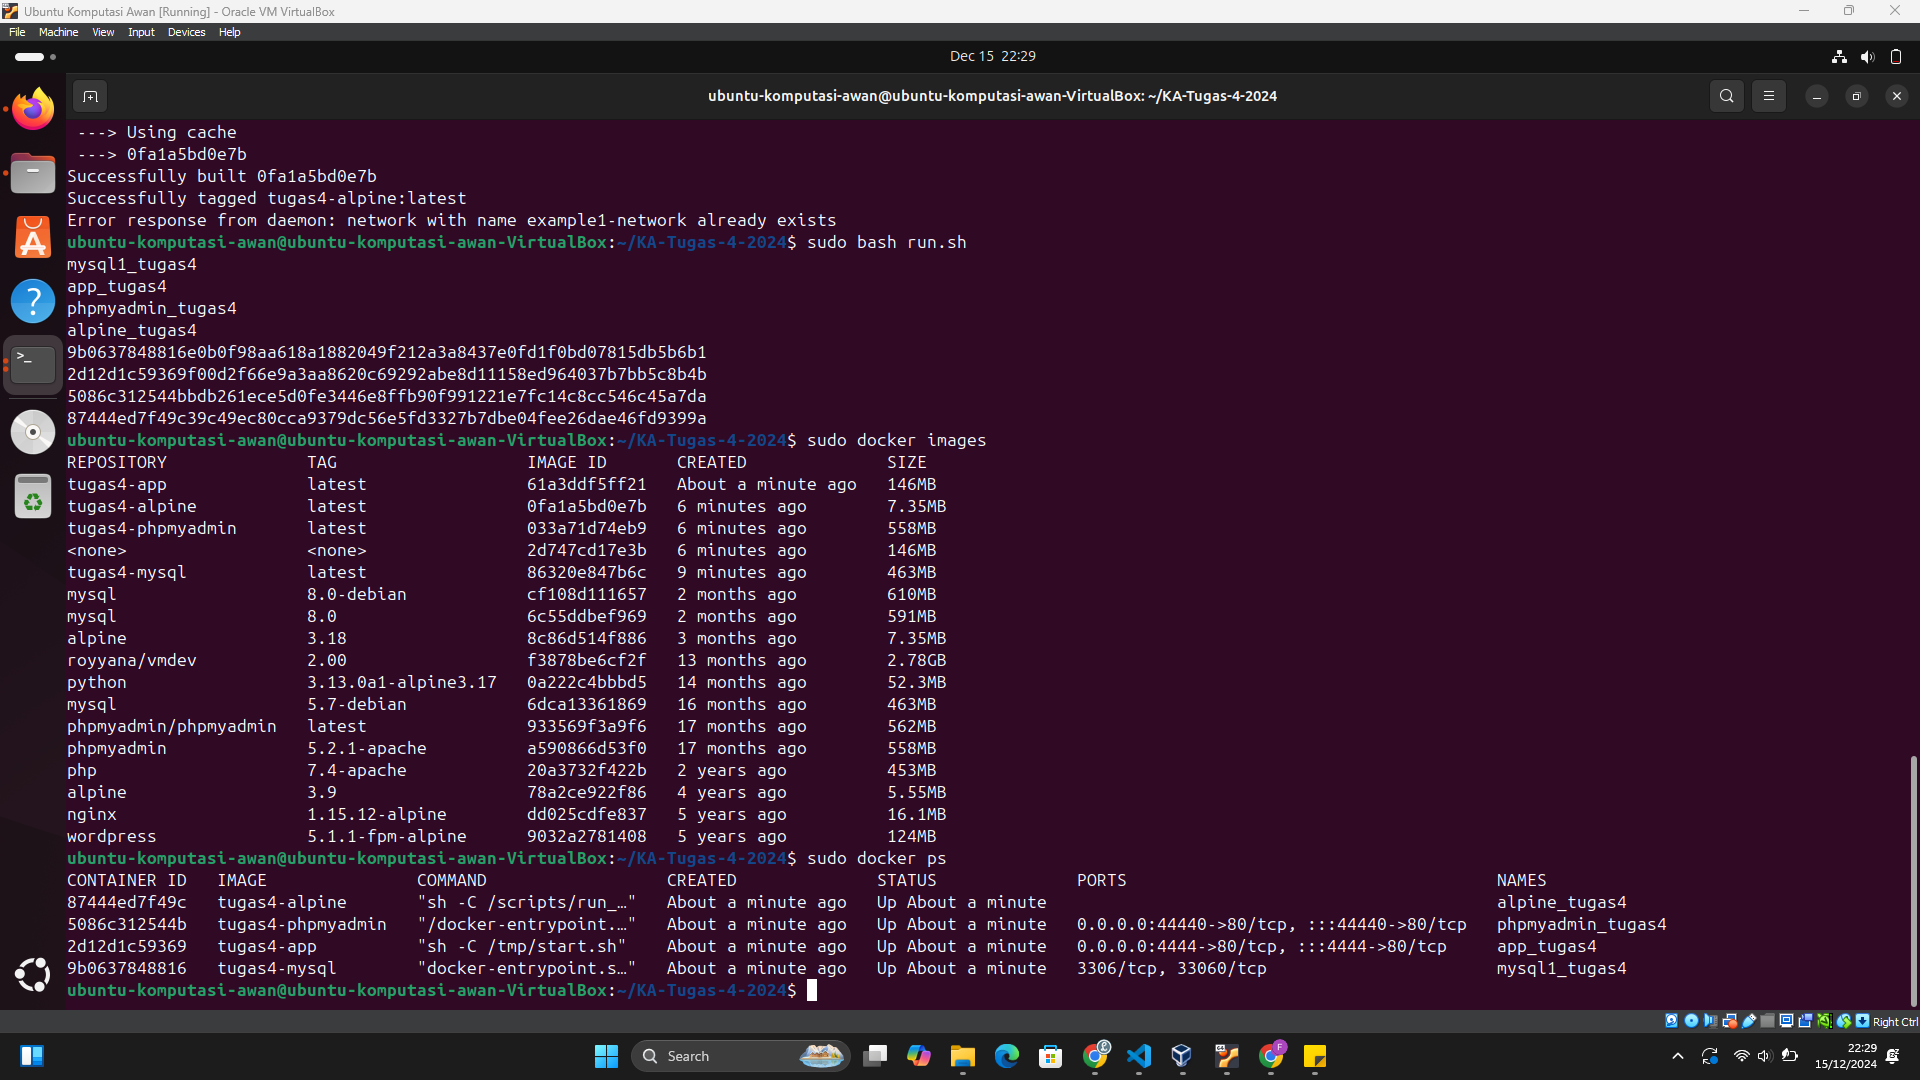 Ubuntu Komputasi Awan [Running] - Oracle VM VirtualBox
File Machine View Input Devices Help
Dec 15 22:29
ubuntu-komputasi-awan@ubuntu-komputasi-awan-VirtualBox: ~/KA-Tugas-4-2024
---> Using cache
---> 0fa1a5bd0e7b
Successfully built 0fa1a5bd0e7b
Successfully tagged tugas4-alpine:latest
Error response from daemon: network with name example1-network already exists
ubuntu-komputasi-awan@ubuntu-komputasi-awan-VirtualBox:~/KA-Tugas-4-2024$ sudo bash run.sh
mysql1_tugas4
app_tugas4
phpmyadmin_tugas4
alpine_tugas4
9b0637848816e0b0f98aa618a1882049f212a3a8437e0fd1f0bd07815db5b6b1
2d12d1c59369f00d2f66e9a3aa8620c69292abe8d11158ed964037b7bb5c8b4b
5086c312544bbdb261ece5d0fe3446e8ffb90f991221e7fc14c8cc546c45a7da
87444ed7f49c39c49ec80cca9379dc56e5fd3327b7dbe04fee26dae46fd9399a
ubuntu-komputasi-awan@ubuntu-komputasi-awan-VirtualBox:~/KA-Tugas-4-2024$ sudo docker images
REPOSITORY TAG IMAGE ID CREATED SIZE
tugas4-app latest 61a3ddf5ff21 About a minute ago 146MB
tugas4-alpine latest 0fa1a5bd0e7b 6 minutes ago 7.35MB
tugas4-phpmyadmin latest 033a71d74eb9 6 minutes ago 558MB
<none> <none> 2d747cd17e3b 6 minutes ago 146MB
tugas4-mysql latest 86320e847b6c 9 minutes ago 463MB
mysql 8.0-debian cf108d111657 2 months ago 610MB
mysql 8.0 6c55ddbef969 2 months ago 591MB
alpine 3.18 8c86d514f886 3 months ago 7.35MB
royyana/vmdev 2.00 f3878be6cf2f 13 months ago 2.78GB
python 3.13.0a1-alpine3.17 0a222c4bbbd5 14 months ago 52.3MB
mysql 5.7-debian 6dca13361869 16 months ago 463MB
phpmyadmin/phpmyadmin latest 933569f3a9f6 17 months ago 562MB
phpmyadmin 5.2.1-apache a590866d53f0 17 months ago 558MB
php 7.4-apache 20a3732f422b 2 years ago 453MB
alpine 3.9 78a2ce922f86 4 years ago 5.55MB
nginx 1.15.12-alpine dd025cdfe837 5 years ago 16.1MB
wordpress 5.1.1-fpm-alpine 9032a2781408 5 years ago 124MB
ubuntu-komputasi-awan@ubuntu-komputasi-awan-VirtualBox:~/KA-Tugas-4-2024$ sudo docker ps
CONTAINER ID IMAGE COMMAND CREATED STATUS PORTS NAMES
87444ed7f49c tugas4-alpine "sh -C /scripts/run_…" About a minute ago Up About a minute alpine_tugas4
5086c312544b tugas4-phpmyadmin "/docker-entrypoint.…" About a minute ago Up About a minute 0.0.0.0:44440->80/tcp, :::44440->80/tcp phpmyadmin_tugas4
2d12d1c59369 tugas4-app "sh -C /tmp/start.sh" About a minute ago Up About a minute 0.0.0.0:4444->80/tcp, :::4444->80/tcp app_tugas4
9b0637848816 tugas4-mysql "docker-entrypoint.s…" About a minute ago Up About a minute 3306/tcp, 33060/tcp mysql1_tugas4
ubuntu-komputasi-awan@ubuntu-komputasi-awan-VirtualBox:~/KA-Tugas-4-2024$
Right Ctrl
Search
22:29
15/12/2024